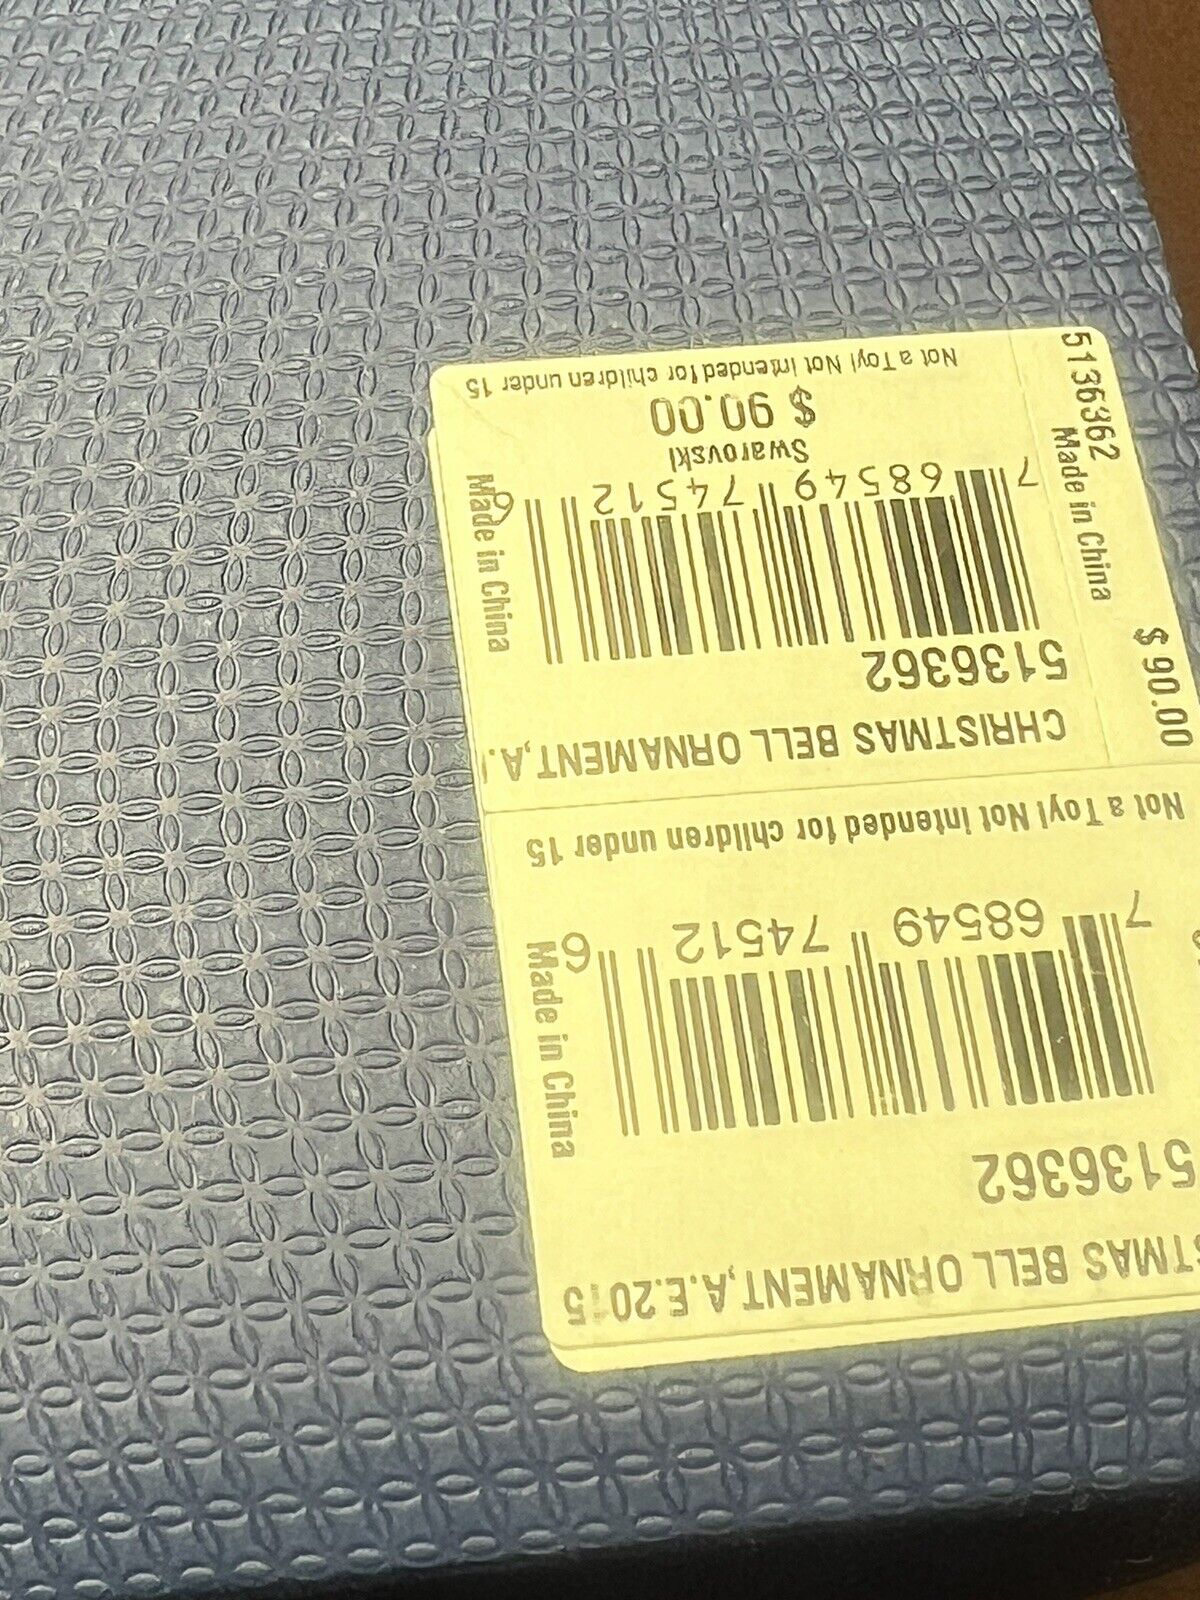 STMAS BELL ORNAMENT,A.E.2015
5136362
7 68549 74512 6
Made in China
Not a Toy! Not intended for children under 15
CHRISTMAS BELL ORNAMENT,A.
5136362
7 68549 74512 6
Made in China
Swarovski
$ 90.00
Not a Toy! Not intended for children under 15
5136362
Made in China
$ 90.00